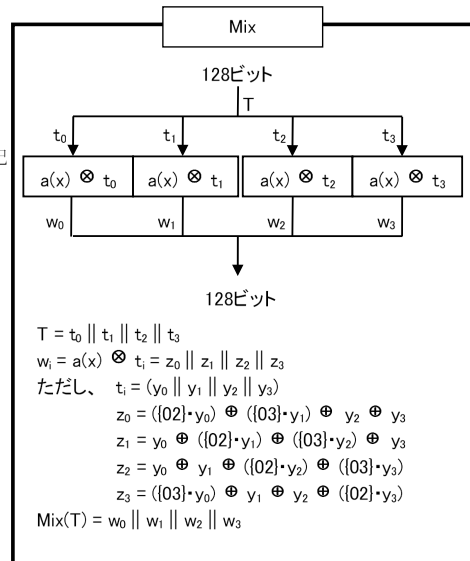 Mix
128ビット
T
t₀ t₁ t₂ t₃
a(x) ⊗ t₀ a(x) ⊗ t₁ a(x) ⊗ t₂ a(x) ⊗ t₃
w₀ w₁ w₂ w₃
128ビット
T = t₀ || t₁ || t₂ || t₃
wᵢ = a(x) ⊗ tᵢ = z₀ || z₁ || z₂ || z₃
ただし、 tᵢ = (y₀ || y₁ || y₂ || y₃)
z₀ = ({02}・y₀) ⊕ ({03}・y₁) ⊕ y₂ ⊕ y₃
z₁ = y₀ ⊕ ({02}・y₁) ⊕ ({03}・y₂) ⊕ y₃
z₂ = y₀ ⊕ y₁ ⊕ ({02}・y₂) ⊕ ({03}・y₃)
z₃ = ({03}・y₀) ⊕ y₁ ⊕ y₂ ⊕ ({02}・y₃)
Mix(T) = w₀ || w₁ || w₂ || w₃